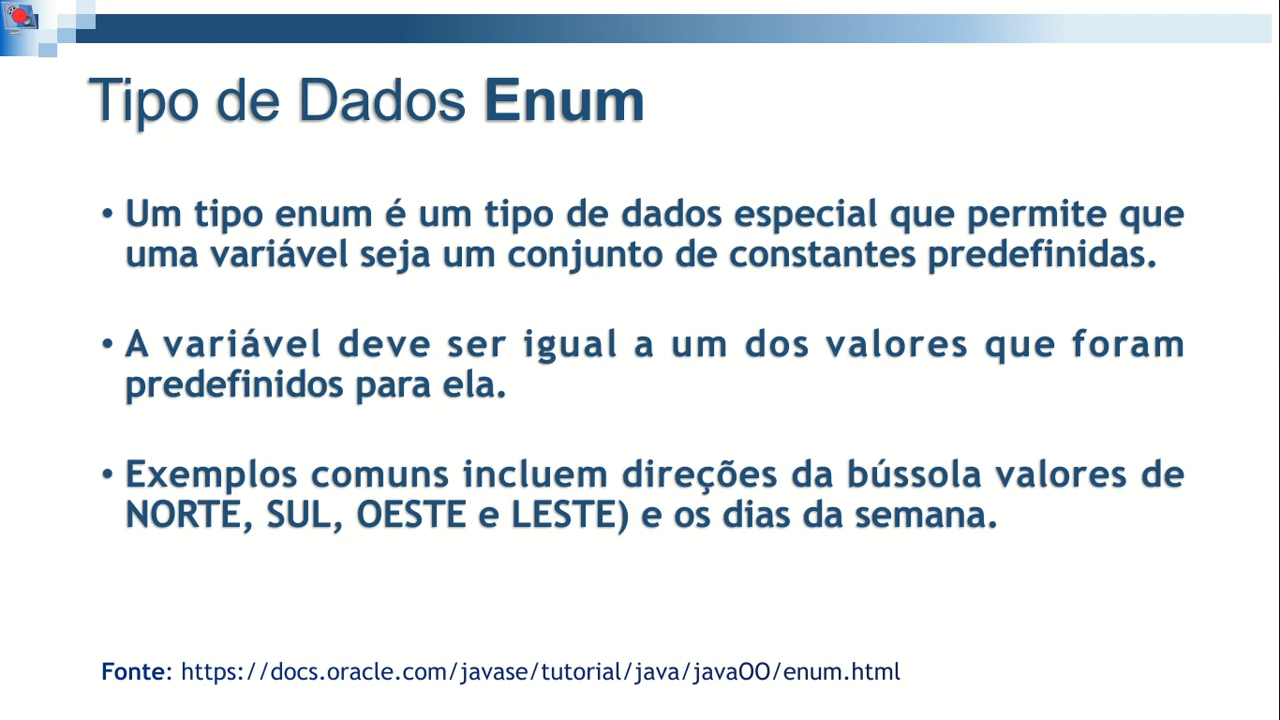 Tipo de Dados Enum
• Um tipo enum é um tipo de dados especial que permite que
uma variável seja um conjunto de constantes predefinidas.
• A variável deve ser igual a um dos valores que foram
predefinidos para ela.
• Exemplos comuns incluem direções da bússola valores de
NORTE, SUL, OESTE e LESTE) e os dias da semana.
Fonte: https://docs.oracle.com/javase/tutorial/java/javaOO/enum.html